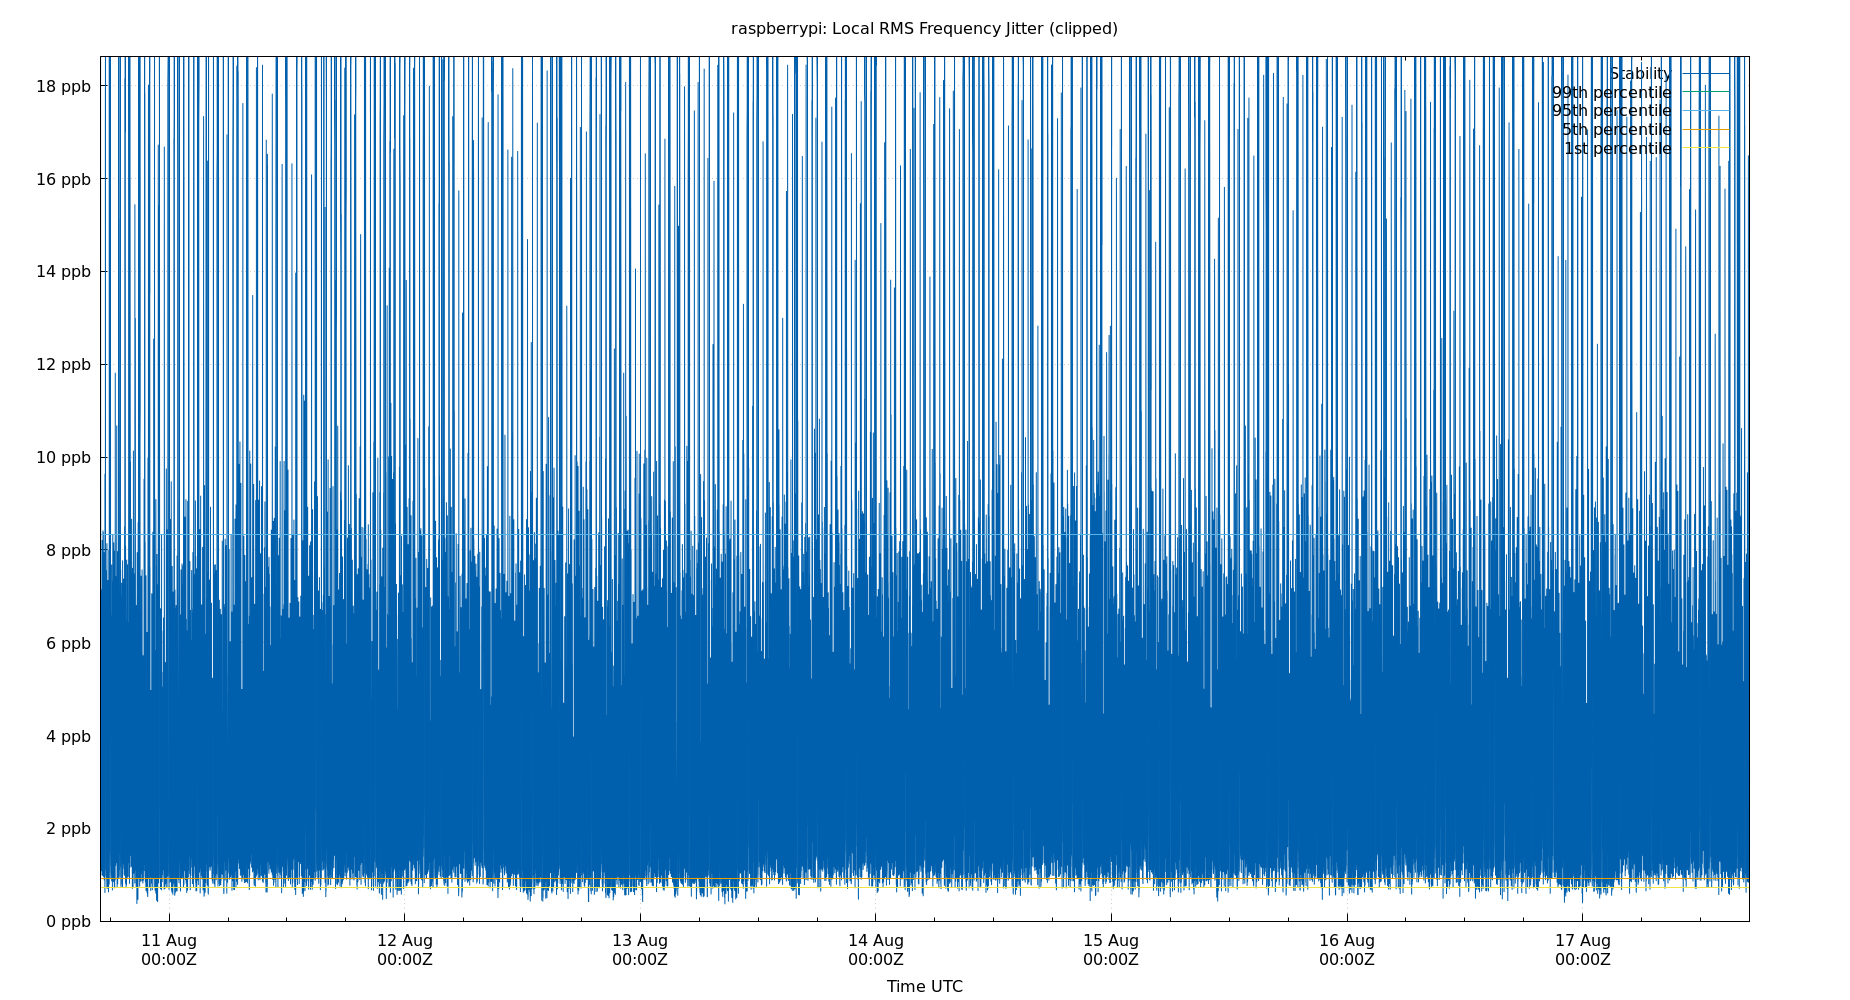 raspberrypi: Local RMS Frequency Jitter (clipped)
18 ppb
16 ppb
14 ppb
12 ppb
10 ppb
8 ppb
6 ppb
4 ppb
2 ppb
0 ppb
Stability
99th percentile
95th percentile
5th percentile
1st percentile
11 Aug 12 Aug 13 Aug 14 Aug 15 Aug 16 Aug 17 Aug
00:00Z 00:00Z 00:00Z 00:00Z 00:00Z 00:00Z 00:00Z
Time UTC